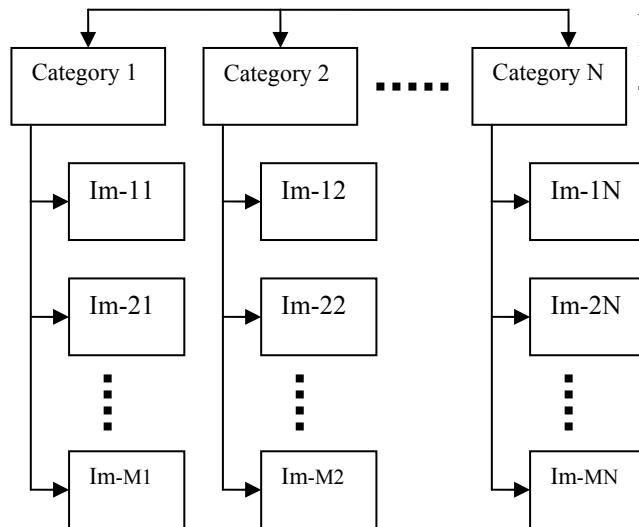 Category 1
Category 2
Category N
Im-11
Im-12
Im-1N
Im-21
Im-22
Im-2N
Im-M1
Im-M2
Im-MN